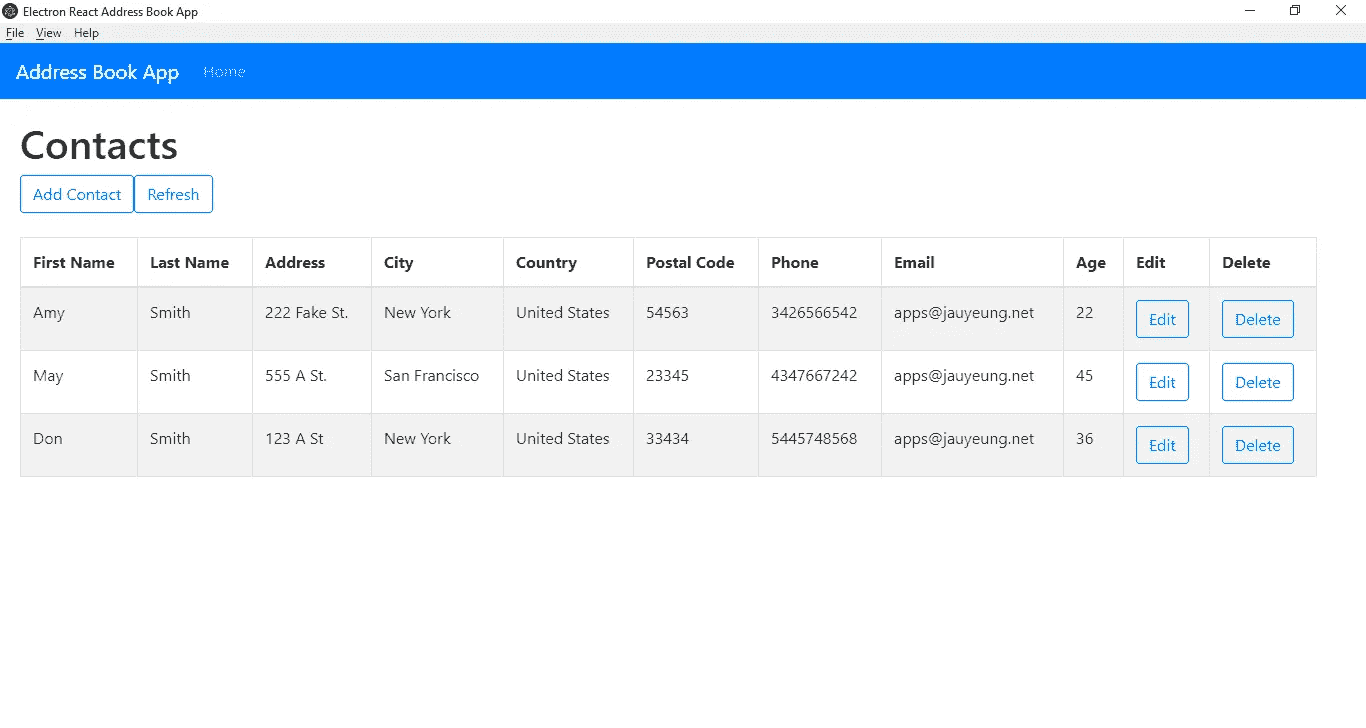 Electron React Address Book App
File View Help
Address Book App Home
Contacts
Add Contact Refresh
First Name Last Name Address City Country Postal Code Phone Email Age Edit Delete
Amy Smith 222 Fake St. New York United States 54563 3426566542 apps@jauyeung.net 22 Edit Delete
May Smith 555 A St. San Francisco United States 23345 4347667242 apps@jauyeung.net 45 Edit Delete
Don Smith 123 A St New York United States 33434 5445748568 apps@jauyeung.net 36 Edit Delete